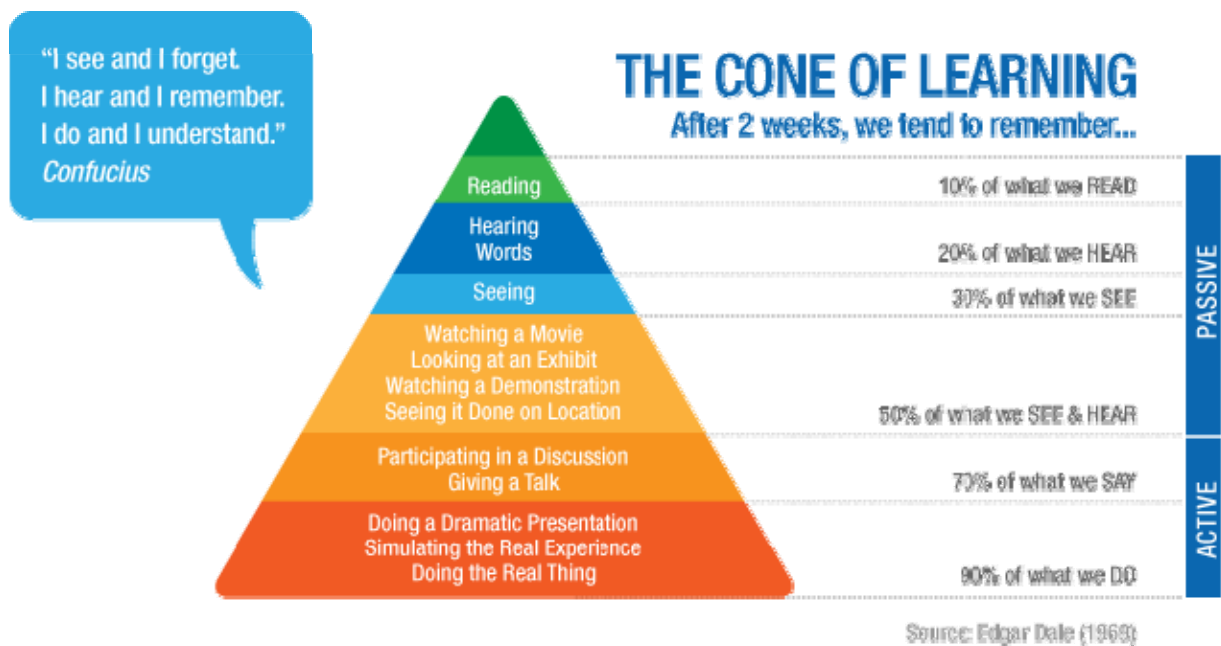 “I see and I forget.
I hear and I remember.
I do and I understand.”
Confucius
THE CONE OF LEARNING
After 2 weeks, we tend to remember...
Reading
10% of what we READ
Hearing
Words
20% of what we HEAR
Seeing
30% of what we SEE
Watching a Movie
Looking at an Exhibit
Watching a Demonstration
Seeing it Done on Location
50% of what we SEE & HEAR
Participating in a Discussion
Giving a Talk
70% of what we SAY
Doing a Dramatic Presentation
Simulating the Real Experience
Doing the Real Thing
90% of what we DO
PASSIVE
ACTIVE
Source: Edgar Dale (1969)